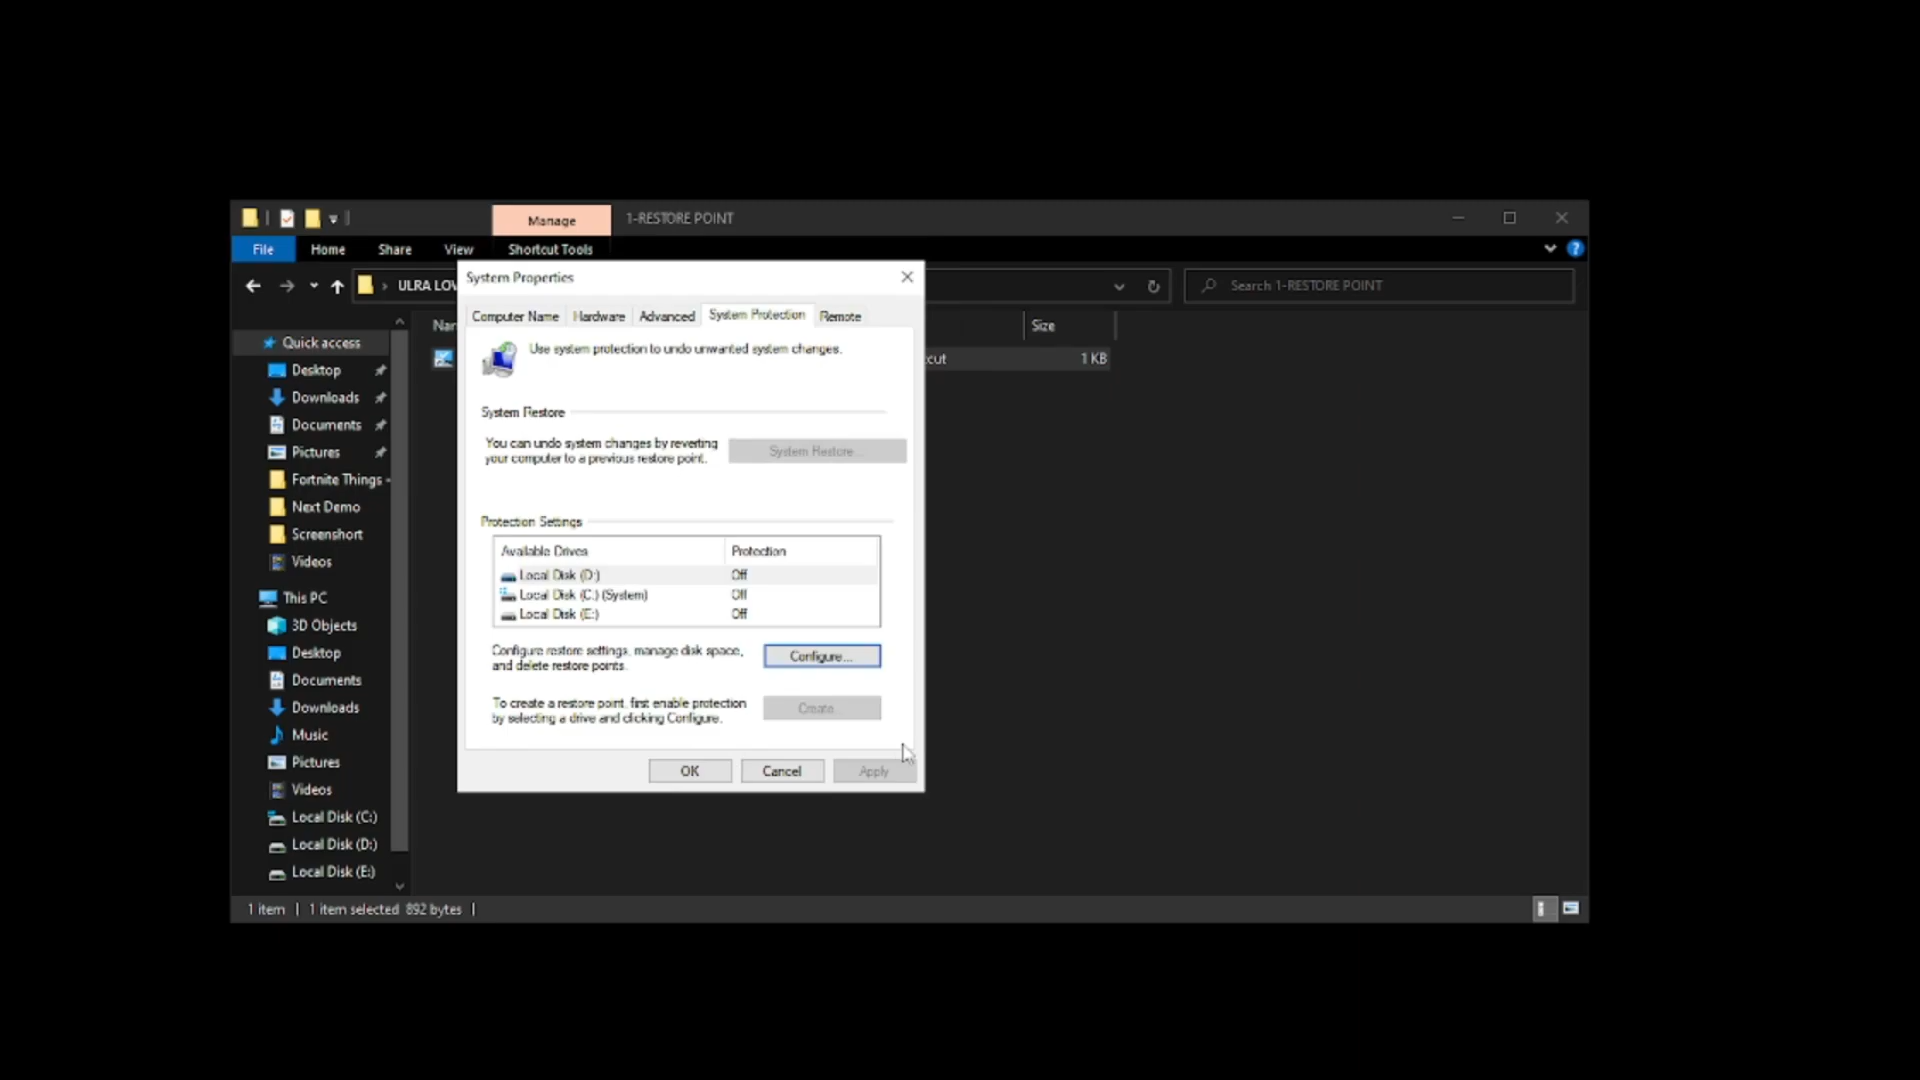 Manage
1-RESTORE POINT
File
Home
Share
View
Shortcut Tools
ULRA LOV
Search 1-RESTORE POINT
System Properties
Computer Name
Hardware
Advanced
System Protection
Remote
Size
Use system protection to undo unwanted system changes.
cut
1 KB
System Restore
You can undo system changes by reverting
your computer to a previous restore point.
System Restore...
Protection Settings
Available Drives
Protection
Local Disk (D:)
Off
Local Disk (C:) (System)
Off
Local Disk (E:)
Off
Configure restore settings, manage disk space,
and delete restore points.
Configure...
To create a restore point, first enable protection
by selecting a drive and clicking Configure.
Create...
OK
Cancel
Apply
Nar
Quick access
Desktop
Downloads
Documents
Pictures
Fortnite Things -
Next Demo
Screenshort
Videos
This PC
3D Objects
Desktop
Documents
Downloads
Music
Pictures
Videos
Local Disk (C:)
Local Disk (D:)
Local Disk (E:)
1 item
1 item selected 892 bytes